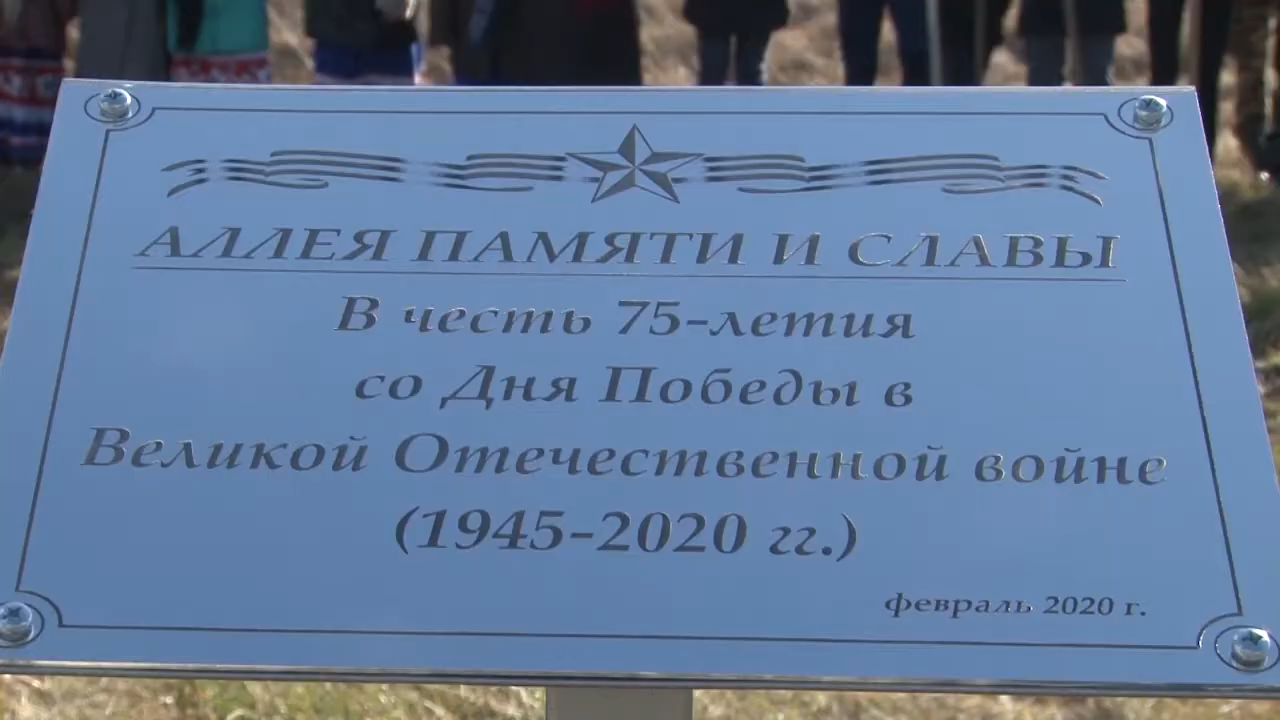 АЛЛЕЯ ПАМЯТИ И СЛАВЫ
В честь 75-летия
со Дня Победы в
Великой Отечественной войне
(1945-2020 гг.)
февраль 2020 г.